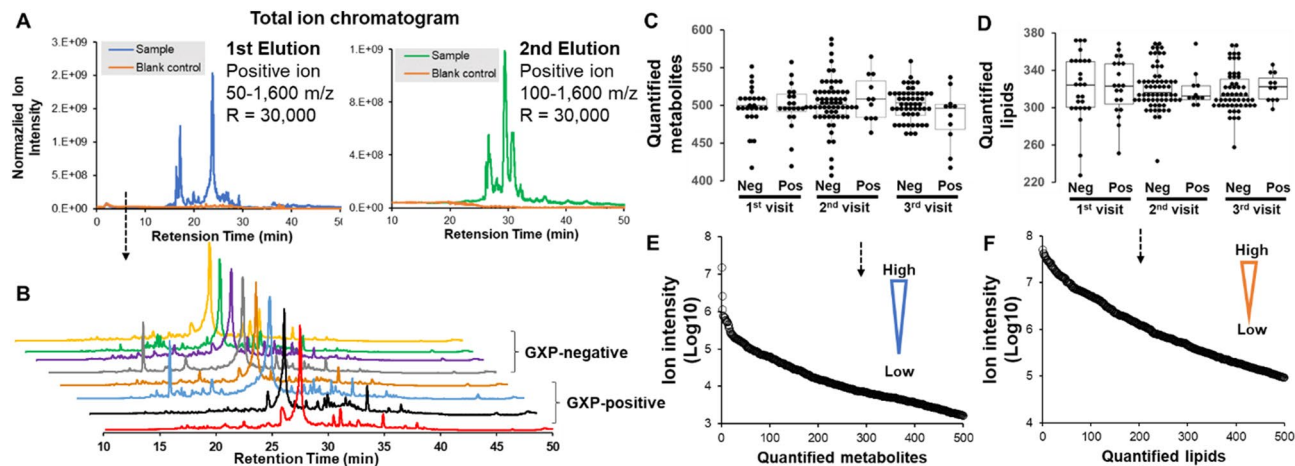 A
Total ion chromatogram
3.E+09
2.E+09
2.E+09
1.E+09
5.E+08
0.E+00
Normazlied Ion
Intensity
Sample
Blank control
1st Elution
Positive ion
50-1,600 m/z
R = 30,000
0 10 20 30 40 50
Retension Time (min)
1.E+09
1.E+09
8.E+08
4.E+08
0.E+00
Sample
Blank control
2nd Elution
Positive ion
100-1,600 m/z
R = 30,000
10 20 30 40 50
Retension Time (min)
B
GXP-negative
GXP-positive
10 15 20 25 30 35 40 45 50
Retention Time (min)
C
Quantified
metabolites
600
550
500
450
400
Neg Pos Neg Pos Neg Pos
1st visit 2nd visit 3rd visit
D
Quantified
lipids
380
360
340
320
300
280
260
240
220
Neg Pos Neg Pos Neg Pos
1st visit 2nd visit 3rd visit
E
Ion intensity
(Log10)
8
7
6
5
4
3
High
Low
0 100 200 300 400 500
Quantified metabolites
F
Ion intensity
(Log10)
8
7
6
5
4
High
Low
0 100 200 300 400 500
Quantified lipids